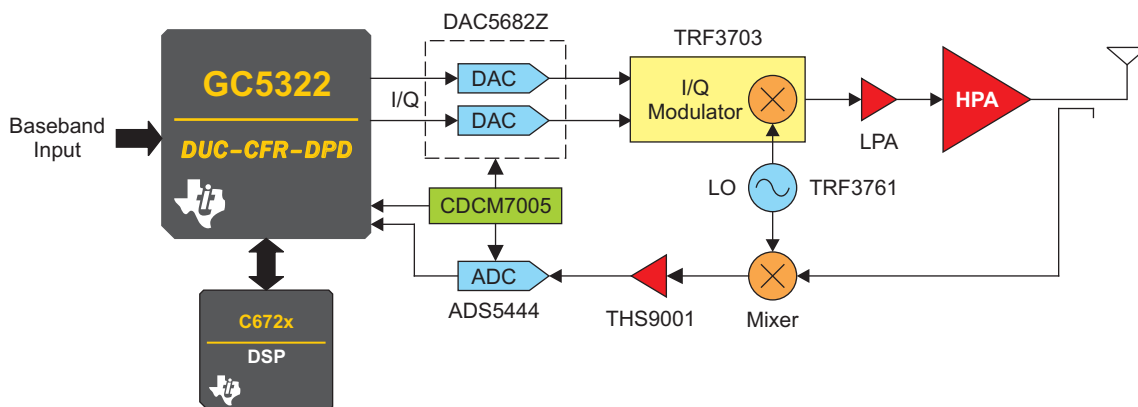 DAC5682Z
TRF3703
GC5322
DUC–CFR–DPD
Baseband
Input
I/Q
DAC
DAC
I/Q
Modulator
LPA
HPA
LO
TRF3761
CDCM7005
ADC
ADS5444
THS9001
Mixer
C672x
DSP